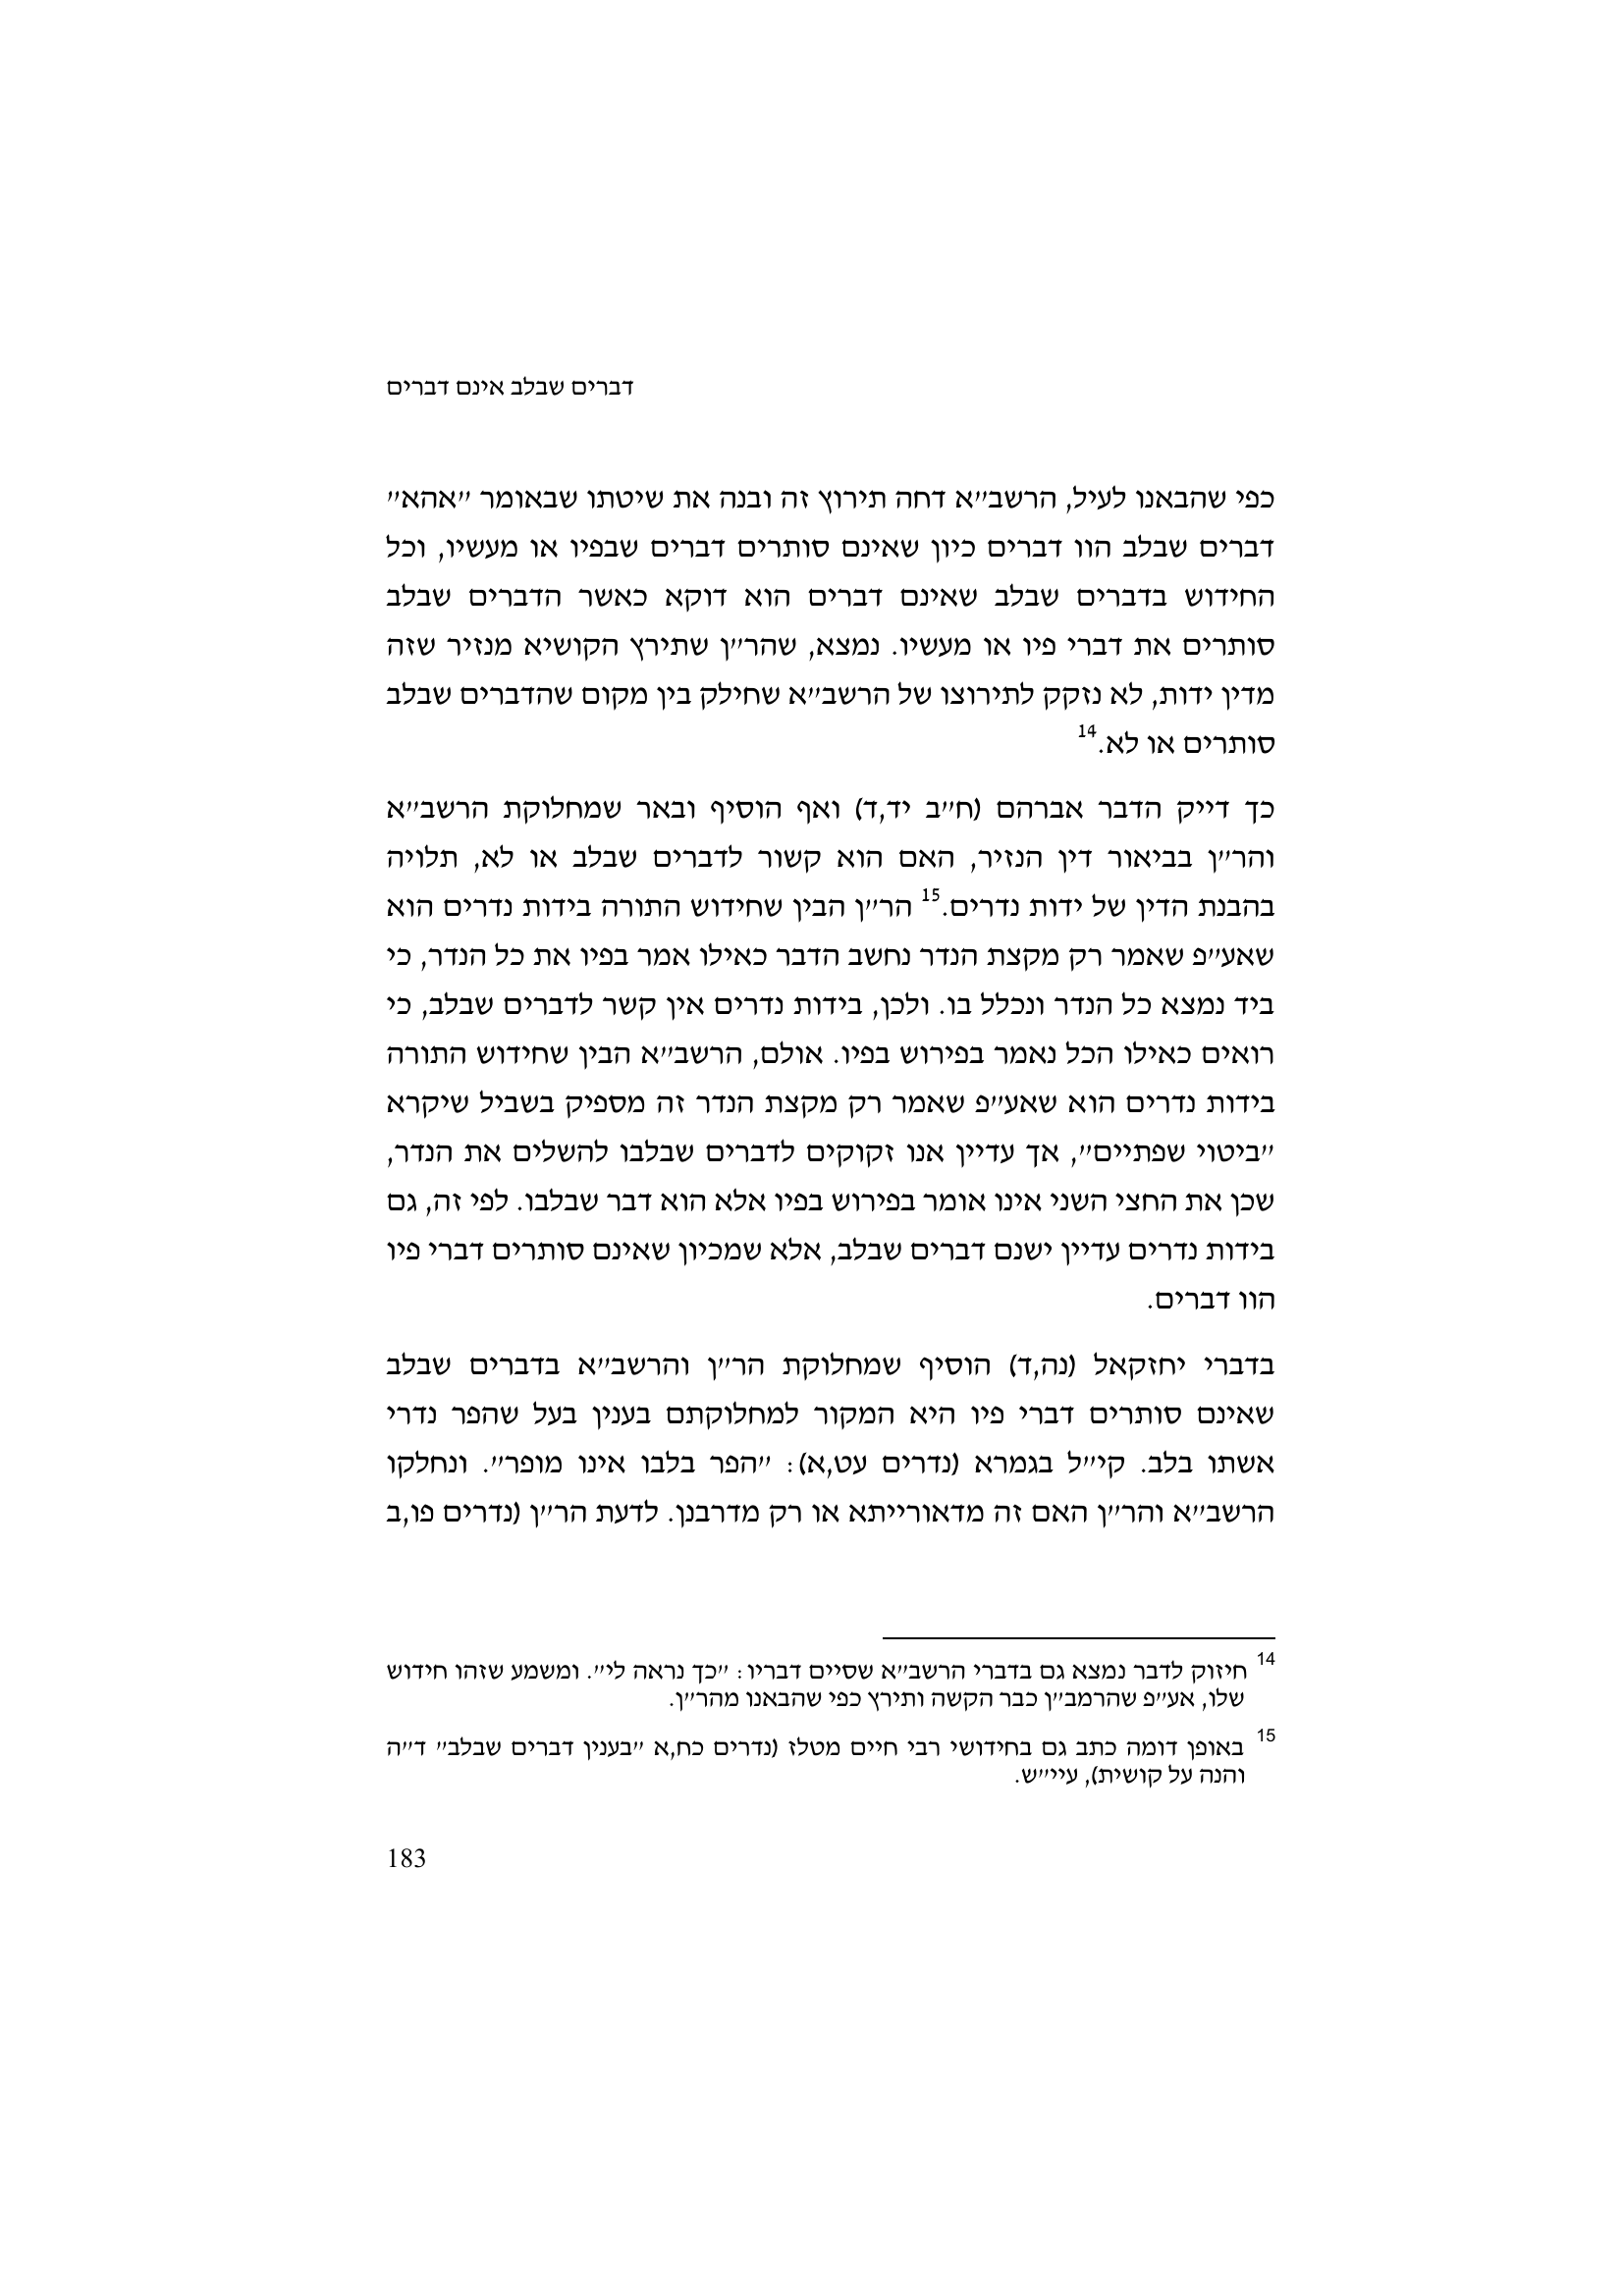 דברים שבלב אינם דברים
כפי שהבאנו לעיל, הרשב״א דחה תירוץ זה ובנה את שיטתו שבאומר ״אהא״
דברים שבלב הוו דברים כיון שאינם סותרים דברים שבפיו או מעשיו, וכל
החידוש בדברים שבלב שאינם דברים הוא דוקא כאשר הדברים שבלב
סותרים את דברי פיו או מעשיו. נמצא, שהר״ן שתירץ הקושיא מנזיר שזה
מדין ידות, לא נזקק לתירוצו של הרשב״א שחילק בין מקום שהדברים שבלב
סותרים או לא.14
כך דייק הדבר אברהם (ח״ב יד,ד) ואף הוסיף ובאר שמחלוקת הרשב״א
והר״ן בביאור דין הנזיר, האם הוא קשור לדברים שבלב או לא, תלויה
בהבנת הדין של ידות נדרים.15 הר״ן הבין שחידוש התורה בידות נדרים הוא
שאע״פ שאמר רק מקצת הנדר נחשב הדבר כאילו אמר בפיו את כל הנדר, כי
ביד נמצא כל הנדר ונכלל בו. ולכן, בידות נדרים אין קשר לדברים שבלב, כי
רואים כאילו הכל נאמר בפירוש בפיו. אולם, הרשב״א הבין שחידוש התורה
בידות נדרים הוא שאע״פ שאמר רק מקצת הנדר זה מספיק בשביל שיקרא
״ביטוי שפתיים״, אך עדיין אנו זקוקים לדברים שבלבו להשלים את הנדר,
שכן את החצי השני אינו אומר בפירוש בפיו אלא הוא דבר שבלבו. לפי זה, גם
בידות נדרים עדיין ישנם דברים שבלב, אלא שמכיון שאינם סותרים דברי פיו
הוו דברים.
בדברי יחזקאל (נה,ד) הוסיף שמחלוקת הר״ן והרשב״א בדברים שבלב
שאינם סותרים דברי פיו היא המקור למחלוקתם בענין בעל שהפר נדרי
אשתו בלב. קי״ל בגמרא (נדרים עט,א): ״הפר בלבו אינו מופר״. ונחלקו
הרשב״א והר״ן האם זה מדאורייתא או רק מדרבנן. לדעת הר״ן (נדרים פו,ב
14 חיזוק לדבר נמצא גם בדברי הרשב״א שסיים דבריו: ״כך נראה לי״. ומשמע שזהו חידוש
שלו, אע״פ שהרמב״ן כבר הקשה ותירץ כפי שהבאנו מהר״ן.
15 באופן דומה כתב גם בחידושי רבי חיים מטלז (נדרים כח,א ״בענין דברים שבלב״ ד״ה
והנה על קושית), עיי״ש.
183